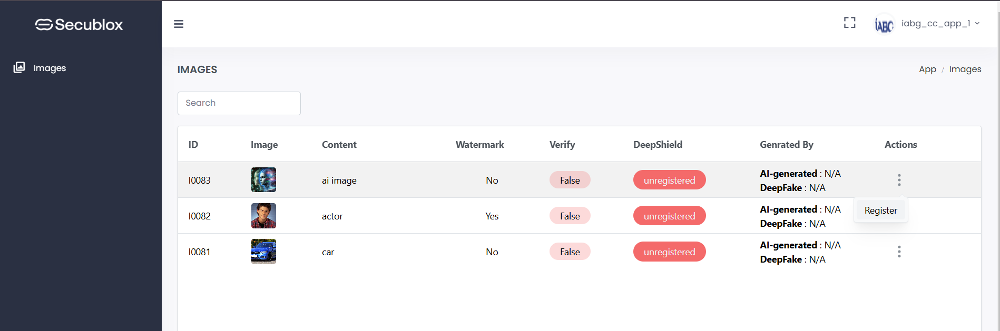 Secublox
iabg_cc_app_1
Images
IMAGES
App / Images
Search
ID Image Content Watermark Verify DeepShield Genrated By Actions
I0083 ai image No False unregistered AI-generated : N/A
DeepFake : N/A
Register
I0082 actor Yes False unregistered AI-generated : N/A
DeepFake : N/A
I0081 car No False unregistered AI-generated : N/A
DeepFake : N/A